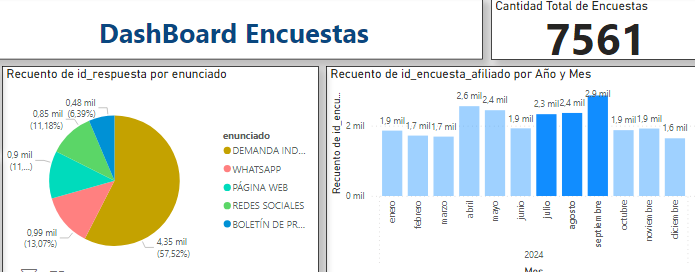 DashBoard Encuestas
Cantidad Total de Encuestas
7561
Recuento de id_respuesta por enunciado
0,48 mil
(6,39%)
0,85 mil
(11,18%)
0,9 mil
(11,...)
0,99 mil
(13,07%)
4,35 mil
(57,52%)
enunciado
DEMANDA IND...
WHATSAPP
PÁGINA WEB
REDES SOCIALES
BOLETÍN DE PR...
Recuento de id_encuesta_afiliado por Año y Mes
Recuento de id_encu...
2 mil
0 mil
1,9 mil
1,7 mil
1,7 mil
2,6 mil
2,4 mil
1,9 mil
2,3 mil
2,4 mil
2,9 mil
1,9 mil
1,9 mil
1,6 mil
enero
febrero
marzo
abril
mayo
junio
julio
agosto
septiembre
octubre
noviembre
diciembre
2024
Mes